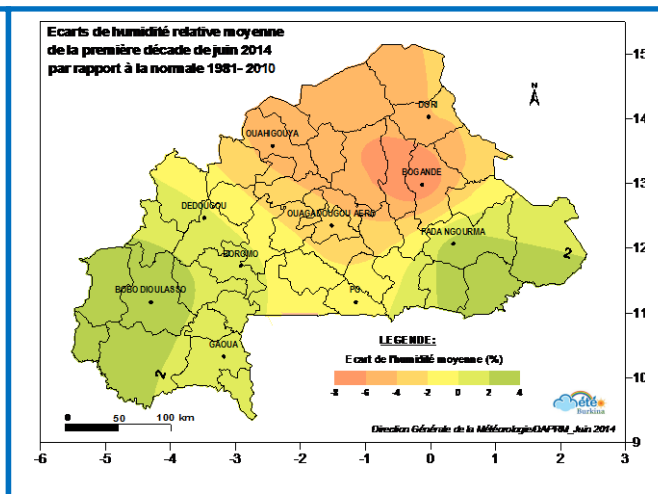 Ecarts de humidité relative moyenne
de la première décade de juin 2014
par rapport à la normale 1981- 2010
N
DORI
OUAHIGOUYA
BOGANDE
DEDOUGOU
OUAGADOUGOU AERO
FADA NGOURMA
BOROMO
2
BOBO DIOULASSO
PO
GAOUA
2
LEGENDE:
Ecart de l'humidité moyenne (%)
-8 -6 -4 -2 0 2 4
0 50 100 km
météo
Burkina
Direction Générale de la Météorologie/DAPRM_Juin 2014
15
14
13
12
11
10
9
-6 -5 -4 -3 -2 -1 0 1 2 3